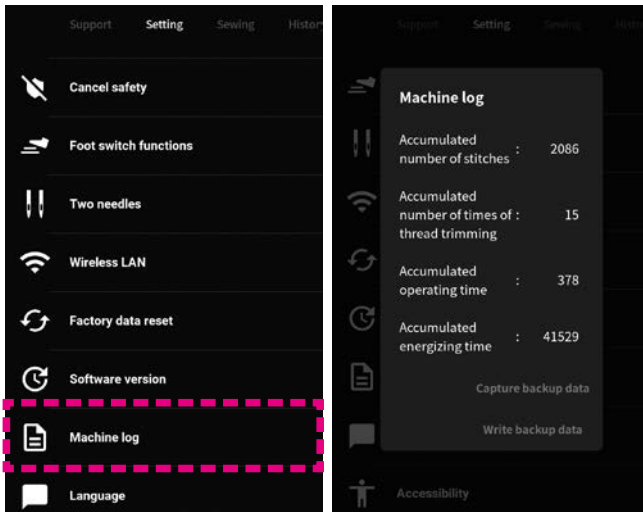 Support Setting Sewing History
Cancel safety
Foot switch functions
Two needles
Wireless LAN
Factory data reset
Software version
Machine log
Language
Support Setting Sewing
Machine log
Accumulated
number of stitches : 2086
Accumulated
number of times of : 15
thread trimming
Accumulated
operating time : 378
Accumulated
energizing time : 41529
Capture backup data
Write backup data
Accessibility